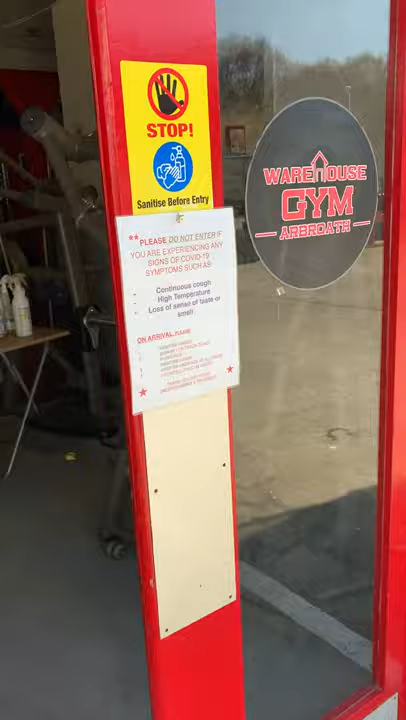 STOP!
Sanitise Before Entry
WAREHOUSE
GYM
ARBROATH
**PLEASE DO NOT ENTER IF
YOU ARE EXPERIENCING ANY
SIGNS OF COVID-19
SYMPTOMS SUCH AS:
Continuous cough
High Temperature
Loss of sense of taste or
smell
ON ARRIVAL,